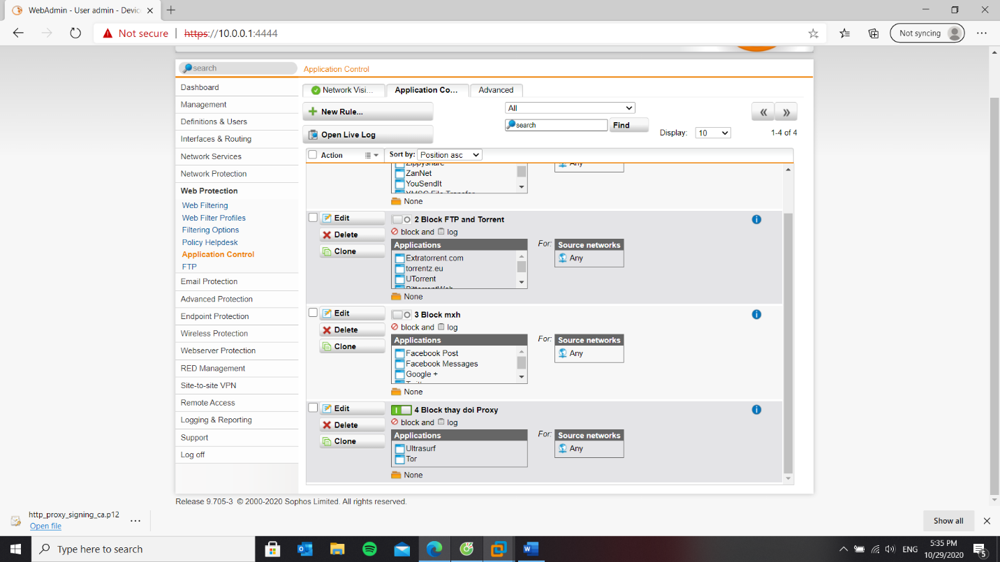 WebAdmin - User admin - Devic
Not secure
https://10.0.0.1:4444
Not syncing
search
Application Control
Dashboard
Management
Definitions & Users
Interfaces & Routing
Network Services
Network Protection
Web Protection
Web Filtering
Web Filter Profiles
Filtering Options
Policy Helpdesk
Application Control
FTP
Email Protection
Advanced Protection
Endpoint Protection
Wireless Protection
Webserver Protection
RED Management
Site-to-site VPN
Remote Access
Logging & Reporting
Support
Log off
Network Visi...
Application Co...
Advanced
New Rule...
Open Live Log
All
search
Find
Display:
10
1-4 of 4
Action
Sort by:
Position asc
Zippyshare
ZanNet
YouSendIt
YMSG File Transfer
None
Any
Edit
Delete
Clone
2 Block FTP and Torrent
block and log
Applications
Extratorrent.com
torrentz.eu
UTorrent
BittorrentWeb
None
For:
Source networks
Any
Edit
Delete
Clone
3 Block mxh
block and log
Applications
Facebook Post
Facebook Messages
Google +
None
For:
Source networks
Any
Edit
Delete
Clone
4 Block thay doi Proxy
block and log
Applications
Ultrasurf
Tor
None
For:
Source networks
Any
Release 9.705-3 © 2000-2020 Sophos Limited. All rights reserved.
http_proxy_signing_ca.p12
Open file
Show all
Type here to search
ENG
5:35 PM
10/29/2020
5